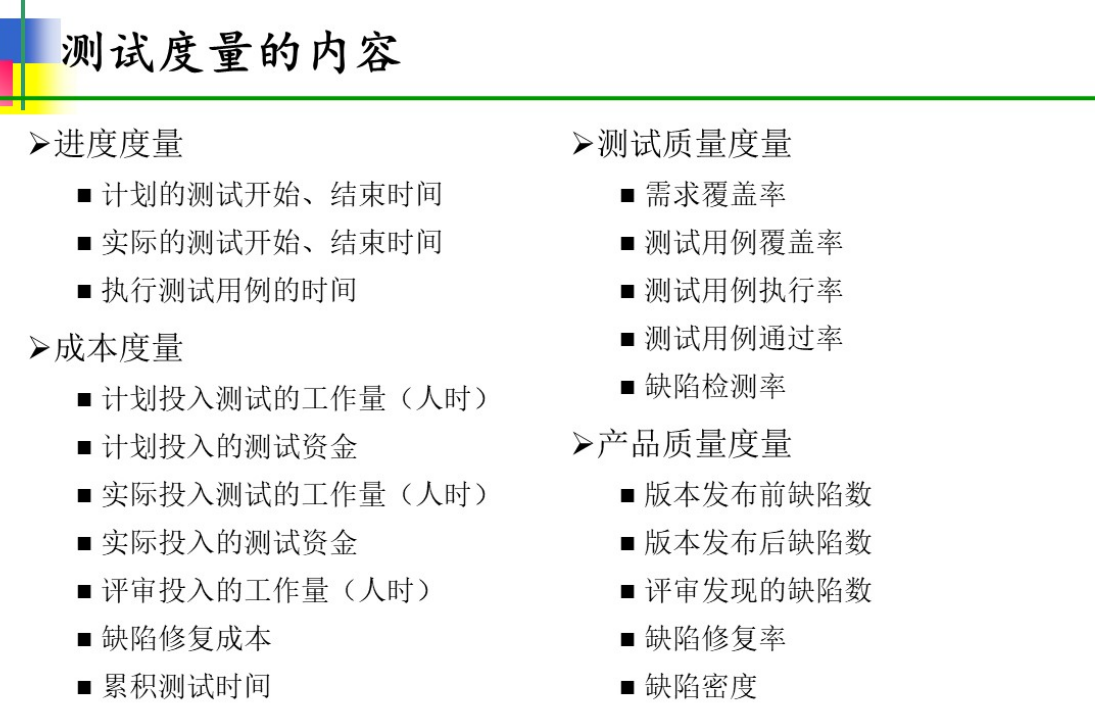 测试度量的内容
➢进度度量
■ 计划的测试开始、结束时间
■ 实际的测试开始、结束时间
■ 执行测试用例的时间
➢成本度量
■ 计划投入测试的工作量（人时）
■ 计划投入的测试资金
■ 实际投入测试的工作量（人时）
■ 实际投入的测试资金
■ 评审投入的工作量（人时）
■ 缺陷修复成本
■ 累积测试时间
➢测试质量度量
■ 需求覆盖率
■ 测试用例覆盖率
■ 测试用例执行率
■ 测试用例通过率
■ 缺陷检测率
➢产品质量度量
■ 版本发布前缺陷数
■ 版本发布后缺陷数
■ 评审发现的缺陷数
■ 缺陷修复率
■ 缺陷密度